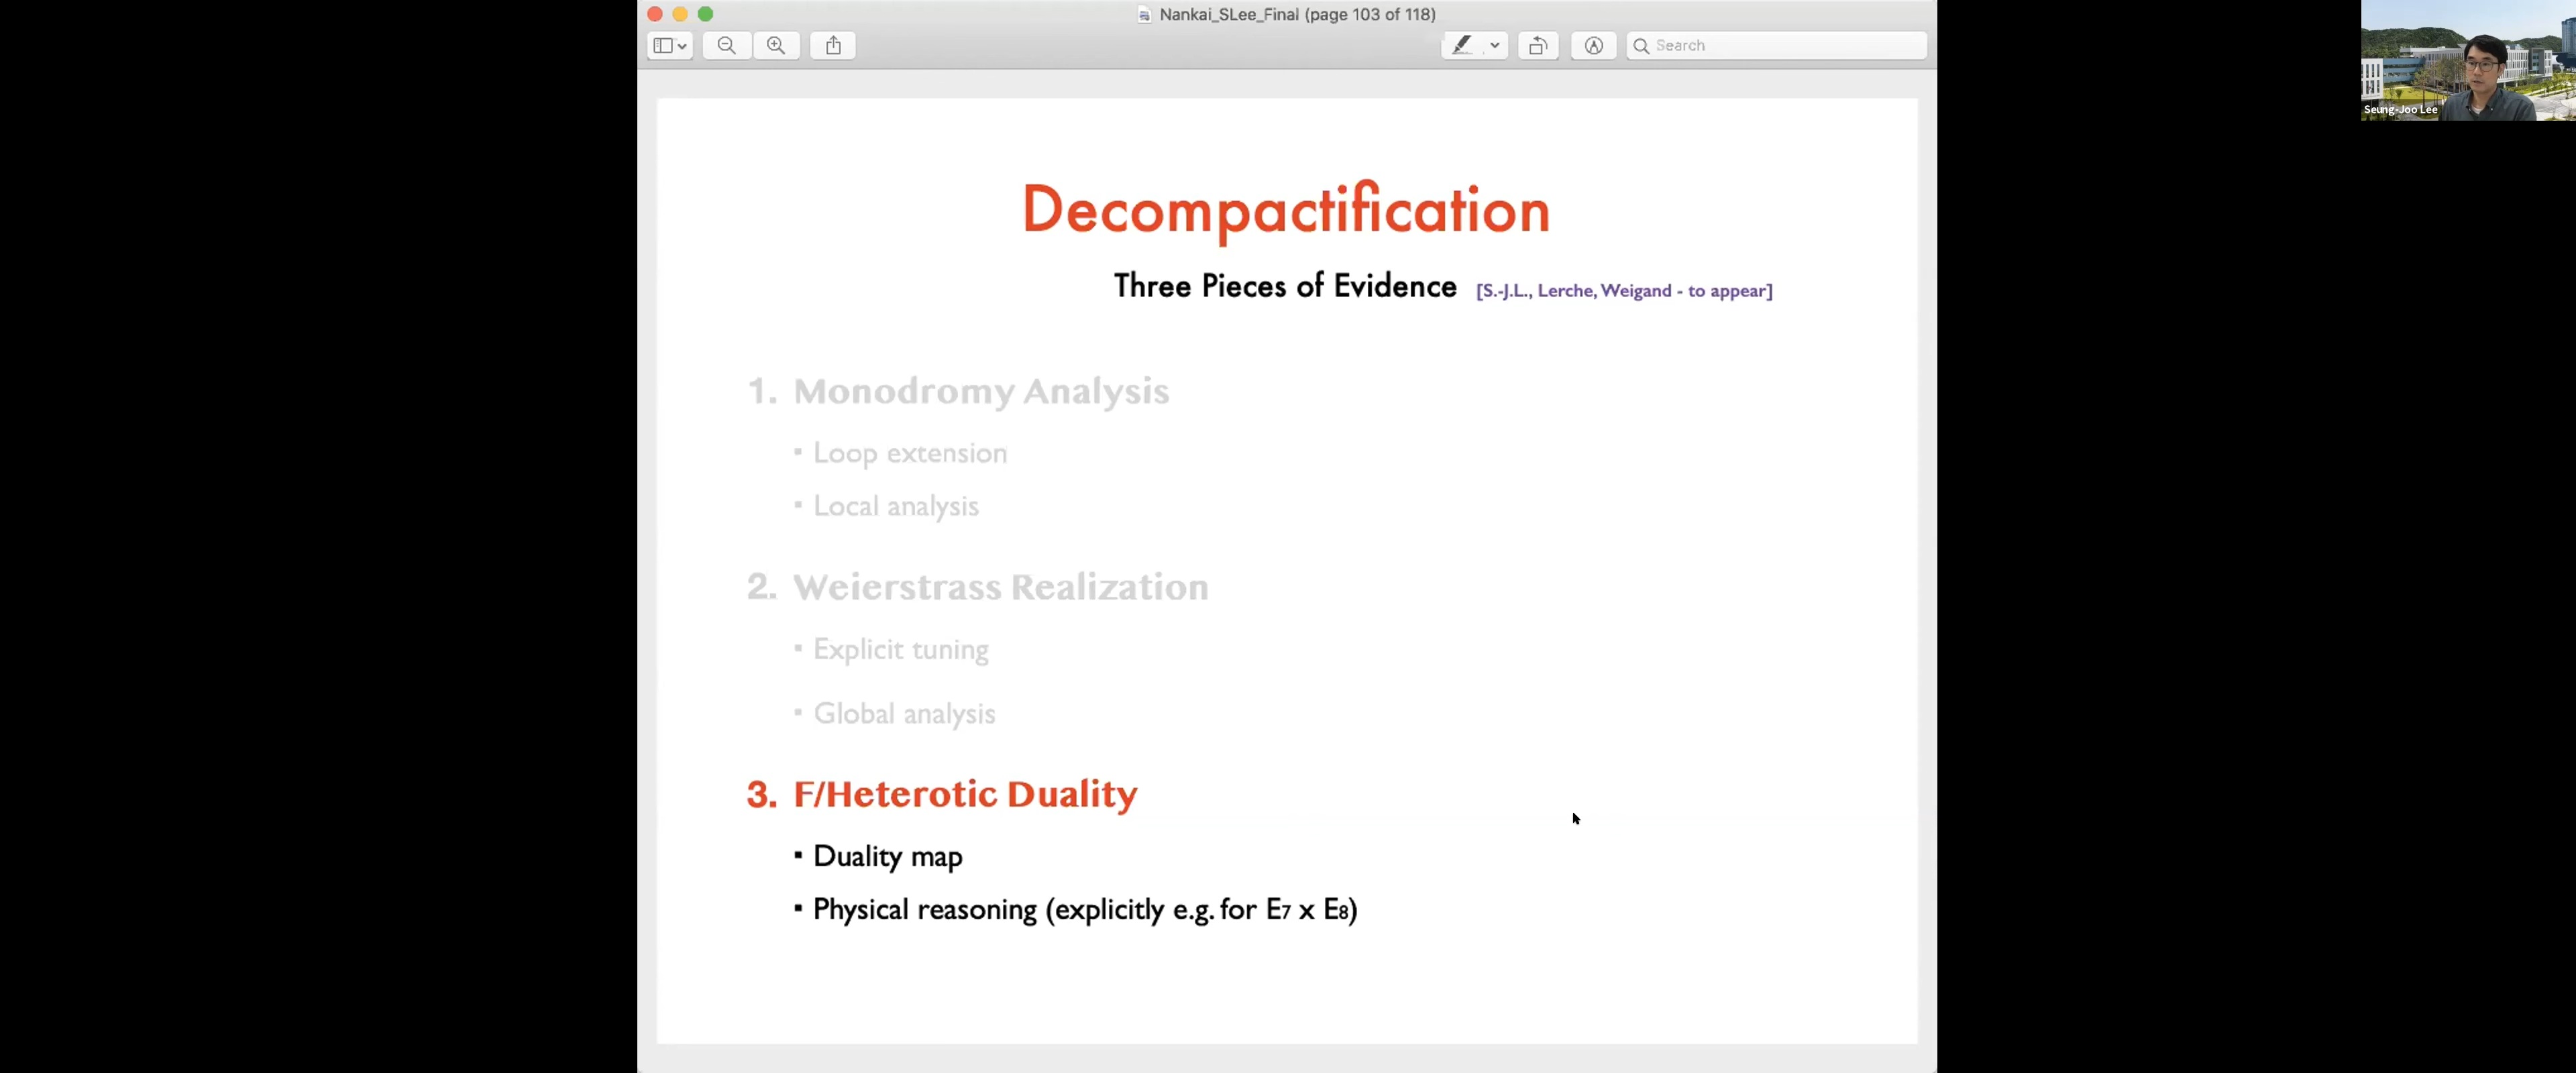 Nankai_SLee_Final (page 103 of 118)
Search
Seung-Joo Lee
Decompactification
Three Pieces of Evidence [S.-J.L., Lerche, Weigand - to appear]
1. Monodromy Analysis
▪ Loop extension
▪ Local analysis
2. Weierstrass Realization
▪ Explicit tuning
▪ Global analysis
3. F/Heterotic Duality
▪ Duality map
▪ Physical reasoning (explicitly e.g. for E7 x E8)